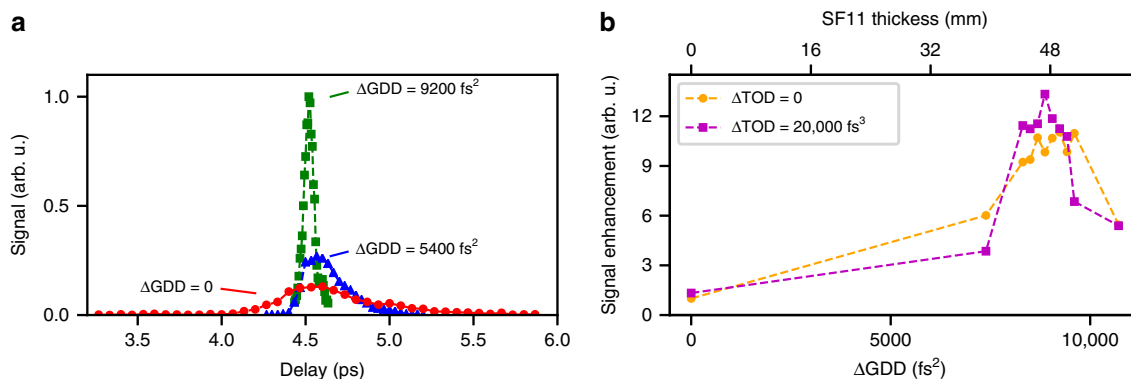 a
Signal (arb. u.)
1.0
0.5
0.0
ΔGDD = 9200 fs²
ΔGDD = 5400 fs²
ΔGDD = 0
3.5 4.0 4.5 5.0 5.5 6.0
Delay (ps)
b
SF11 thickess (mm)
0 16 32 48
Signal enhancement (arb. u.)
12
9
6
3
0
ΔTOD = 0
ΔTOD = 20,000 fs³
0 5000 10,000
ΔGDD (fs²)